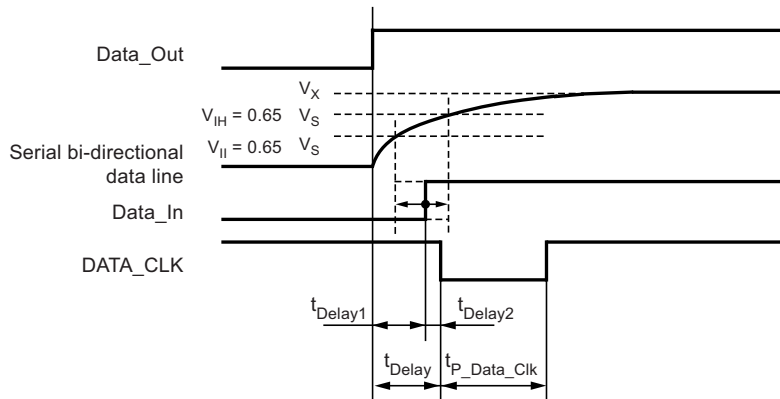 Data_Out
V_X
V_IH = 0.65 V_S
V_Il = 0.65 V_S
Serial bi-directional
data line
Data_In
DATA_CLK
t_Delay1
t_Delay2
t_Delay
t_P_Data_Clk